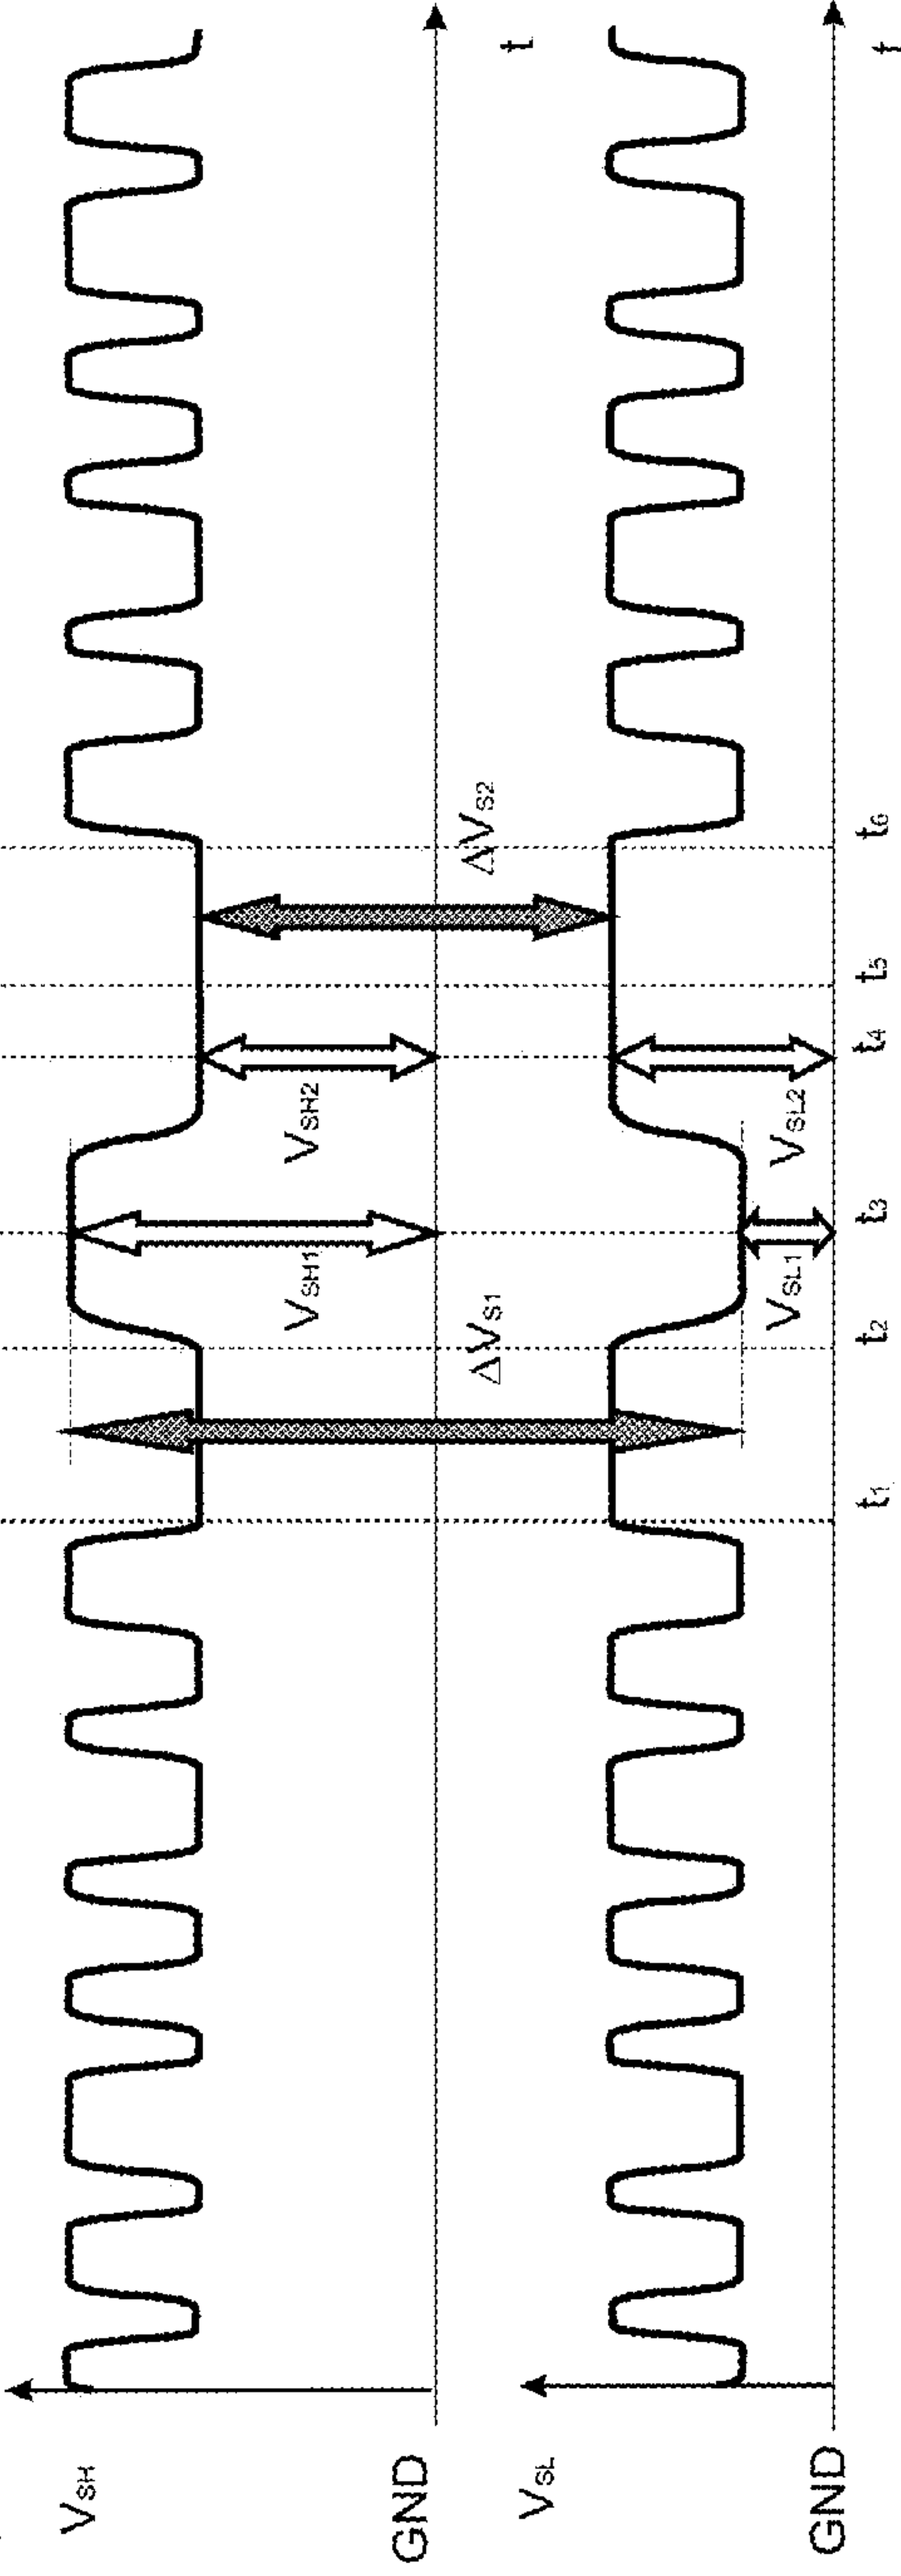 VSH
GND
t
VSH1
VSH2
ΔVS1
ΔVS2
VSL
GND
t
VSL1
VSL2
t1
t2
t3
t4
t5
t6